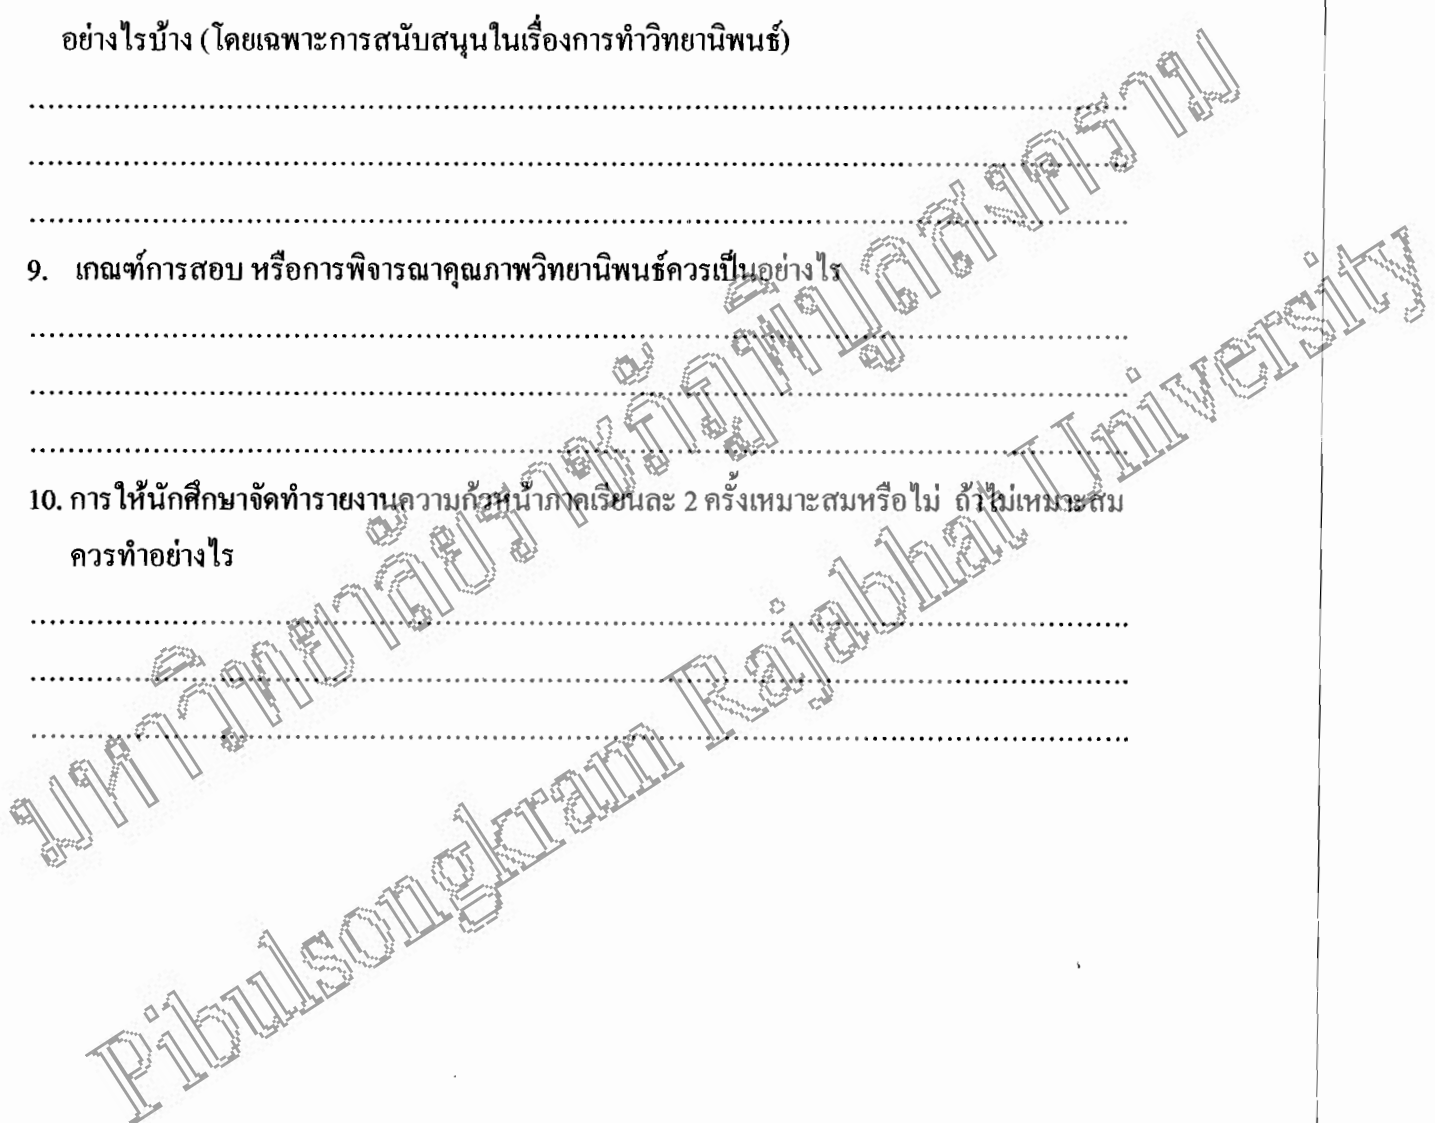 อย่างไรบ้าง (โดยเฉพาะการสนับสนุนในเรื่องการทำวิทยานิพนธ์)
................................................................................
................................................................................
................................................................................
9. เกณฑ์การสอบ หรือการพิจารณาคุณภาพวิทยานิพนธ์ควรเป็นอย่างไร
................................................................................
................................................................................
................................................................................
10. การให้นักศึกษาจัดทำรายงานความก้าวหน้าภาคเรียนละ 2 ครั้งเหมาะสมหรือไม่ ถ้าไม่เหมาะสม
ควรทำอย่างไร
................................................................................
................................................................................
................................................................................
มหาวิทยาลัยราชภัฏพิบูลสงคราม
Pibulsongkram Rajabhat University